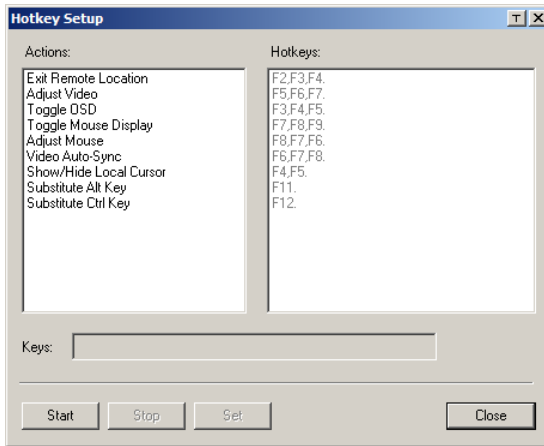 Hotkey Setup
Actions:
Hotkeys:
Exit Remote Location
F2,F3,F4.
Adjust Video
F5,F6,F7.
Toggle OSD
F3,F4,F5.
Toggle Mouse Display
F7,F8,F9.
Adjust Mouse
F8,F7,F6.
Video Auto-Sync
F6,F7,F8.
Show/Hide Local Cursor
F4,F5.
Substitute Alt Key
F11.
Substitute Ctrl Key
F12.
Keys:
Start
Stop
Set
Close